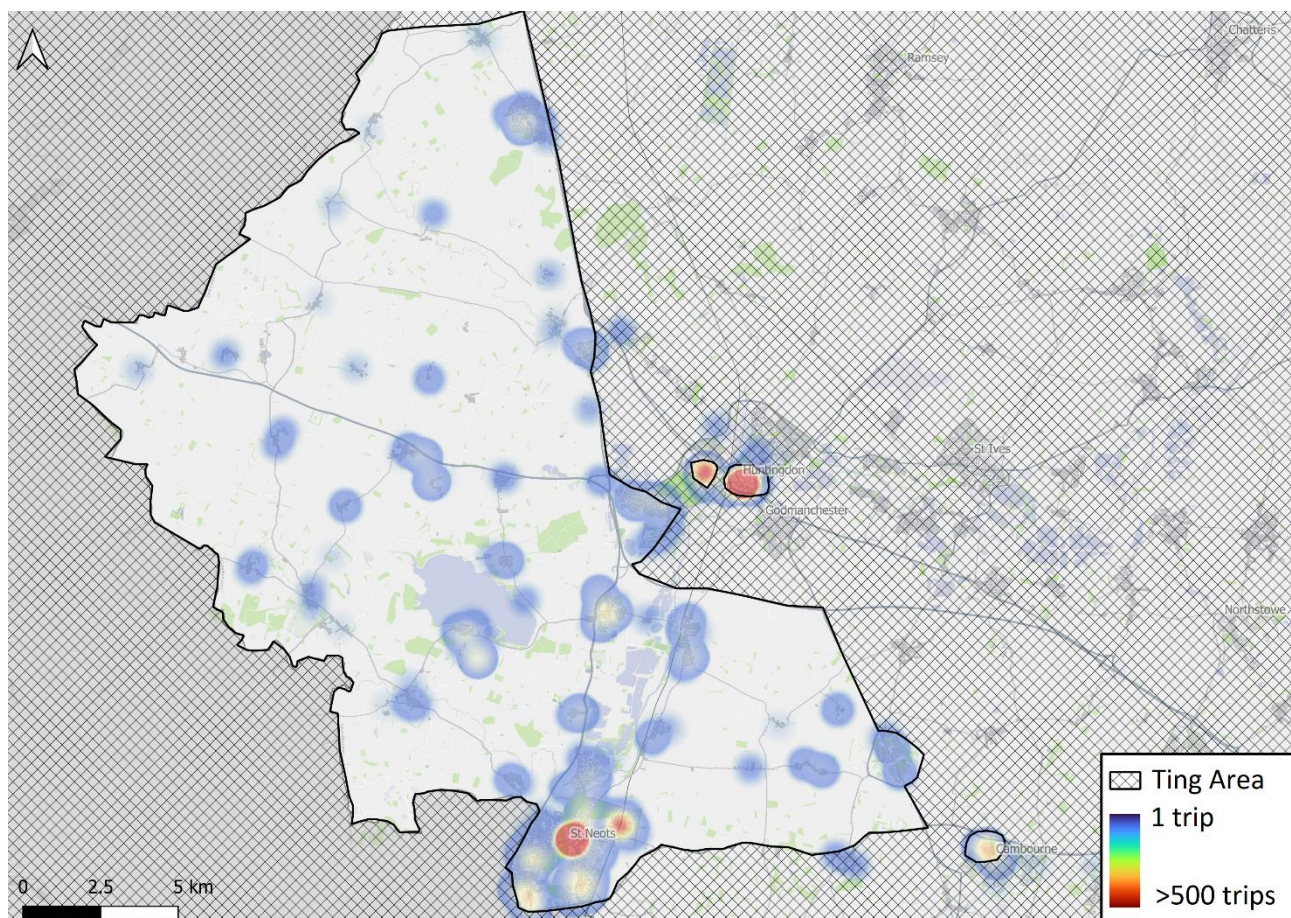 Chatteris
Ramsey
St Ives
Huntingdon
Godmanchester
Northstowe
St Neots
Cambourne
Ting Area
1 trip
>500 trips
0 2.5 5 km